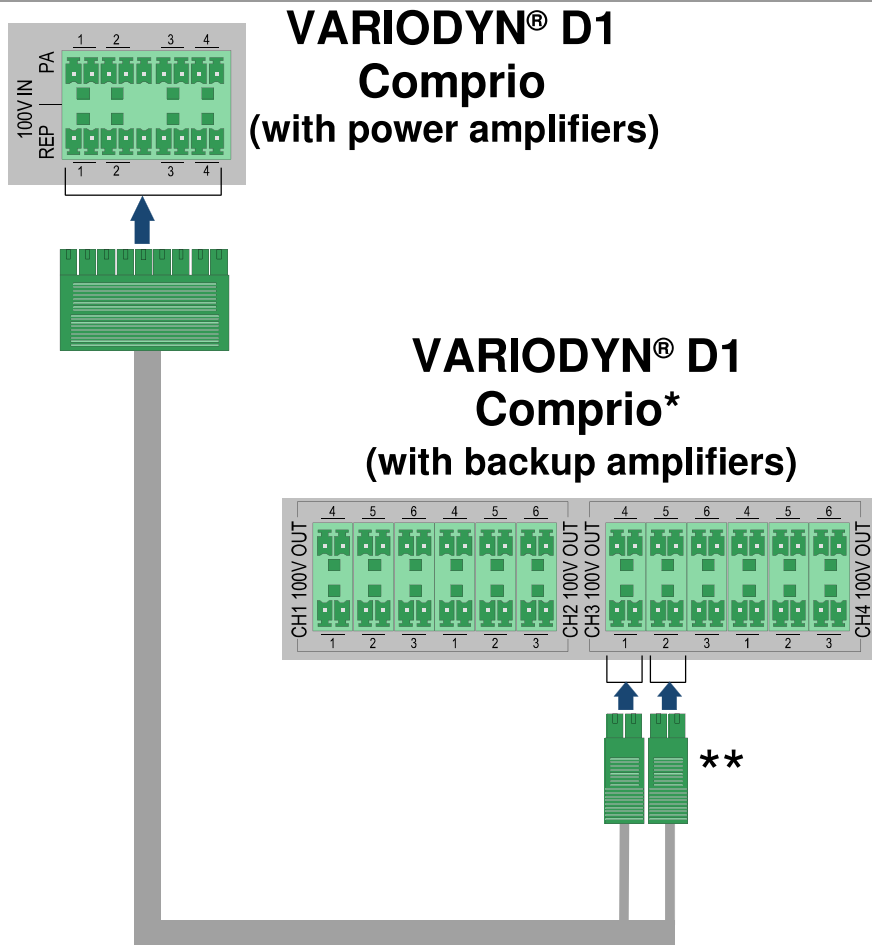 VARIODYN® D1
Comprio
(with power amplifiers)
1 2 3 4
100V IN
PA
REP
1 2 3 4
VARIODYN® D1
Comprio*
(with backup amplifiers)
4 5 6 4 5 6
CH1 100V OUT
CH2 100V OUT
1 2 3 1 2 3
4 5 6 4 5 6
CH3 100V OUT
CH4 100V OUT
1 2 3 1 2 3
**